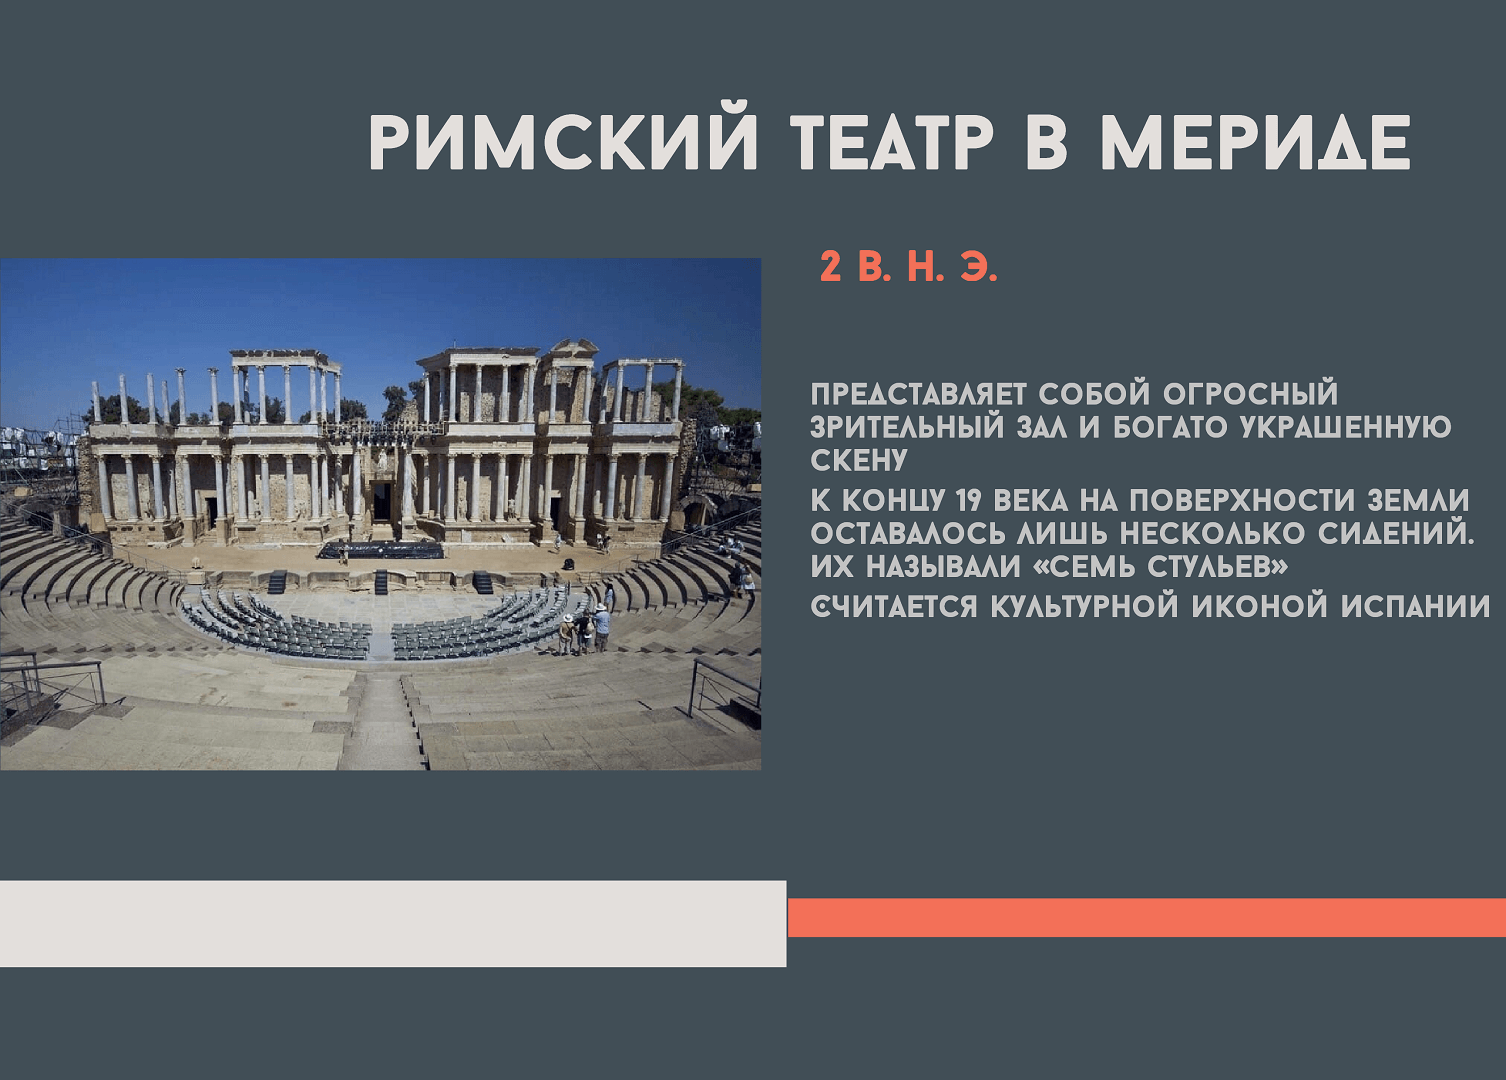 РИМСКИЙ ТЕАТР В МЕРИДЕ
2 В. Н. Э.
ПРЕДСТАВЛЯЕТ СОБОЙ ОГРОСНЫЙ
ЗРИТЕЛЬНЫЙ ЗАЛ И БОГАТО УКРАШЕННУЮ
СКЕНУ
К КОНЦУ 19 ВЕКА НА ПОВЕРХНОСТИ ЗЕМЛИ
ОСТАВАЛОСЬ ЛИШЬ НЕСКОЛЬКО СИДЕНИЙ.
ИХ НАЗЫВАЛИ «СЕМЬ СТУЛЬЕВ»
СЧИТАЕТСЯ КУЛЬТУРНОЙ ИКОНОЙ ИСПАНИИ